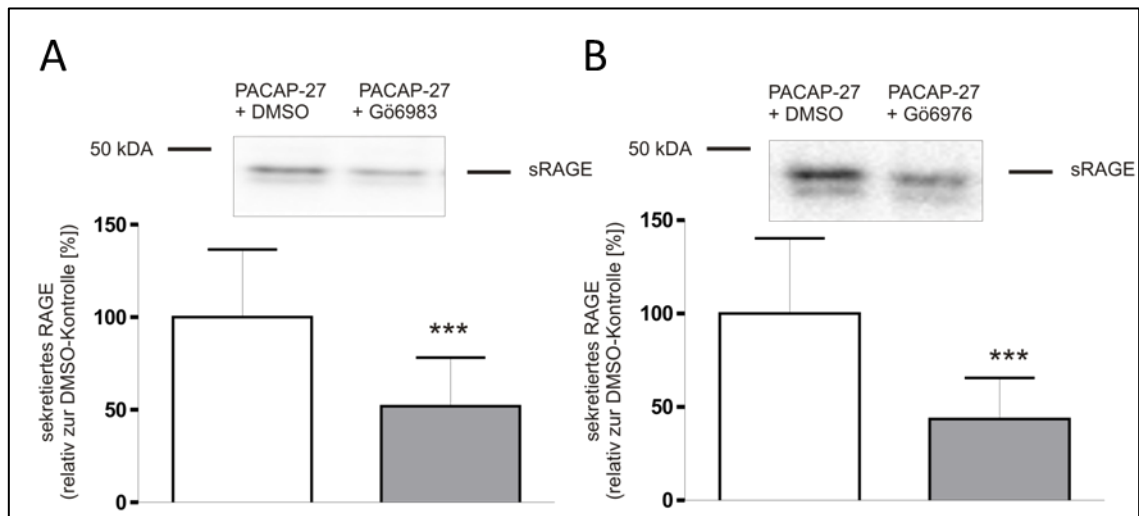 A
PACAP-27
+ DMSO
PACAP-27
+ Gö6983
50 kDA
sRAGE
sekretiertes RAGE
(relativ zur DMSO-Kontrolle [%])
150
100
50
0
***
B
PACAP-27
+ DMSO
PACAP-27
+ Gö6976
50 kDA
sRAGE
sekretiertes RAGE
(relativ zur DMSO-Kontrolle [%])
150
100
50
0
***